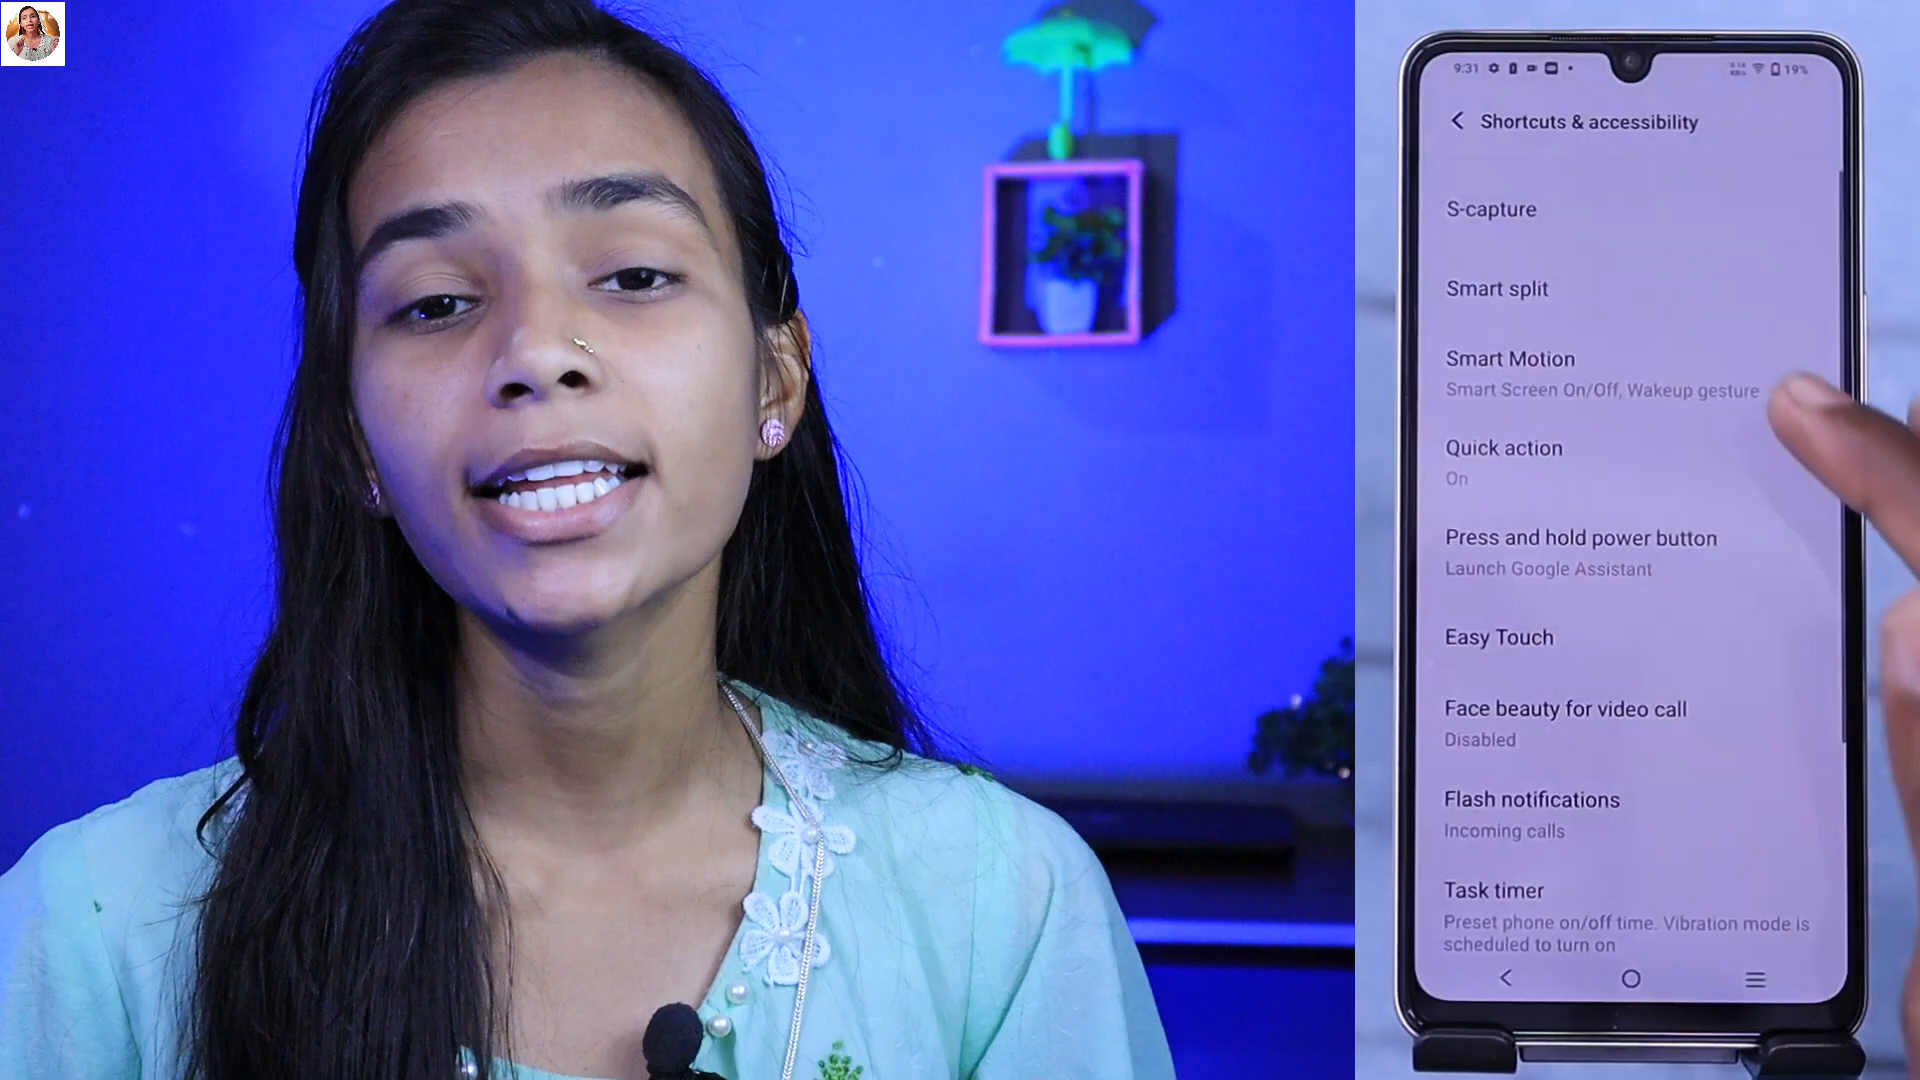 9:31
19%
Shortcuts & accessibility
S-capture
Smart split
Smart Motion
Smart Screen On/Off, Wakeup gesture
Quick action
On
Press and hold power button
Launch Google Assistant
Easy Touch
Face beauty for video call
Disabled
Flash notifications
Incoming calls
Task timer
Preset phone on/off time. Vibration mode is
scheduled to turn on